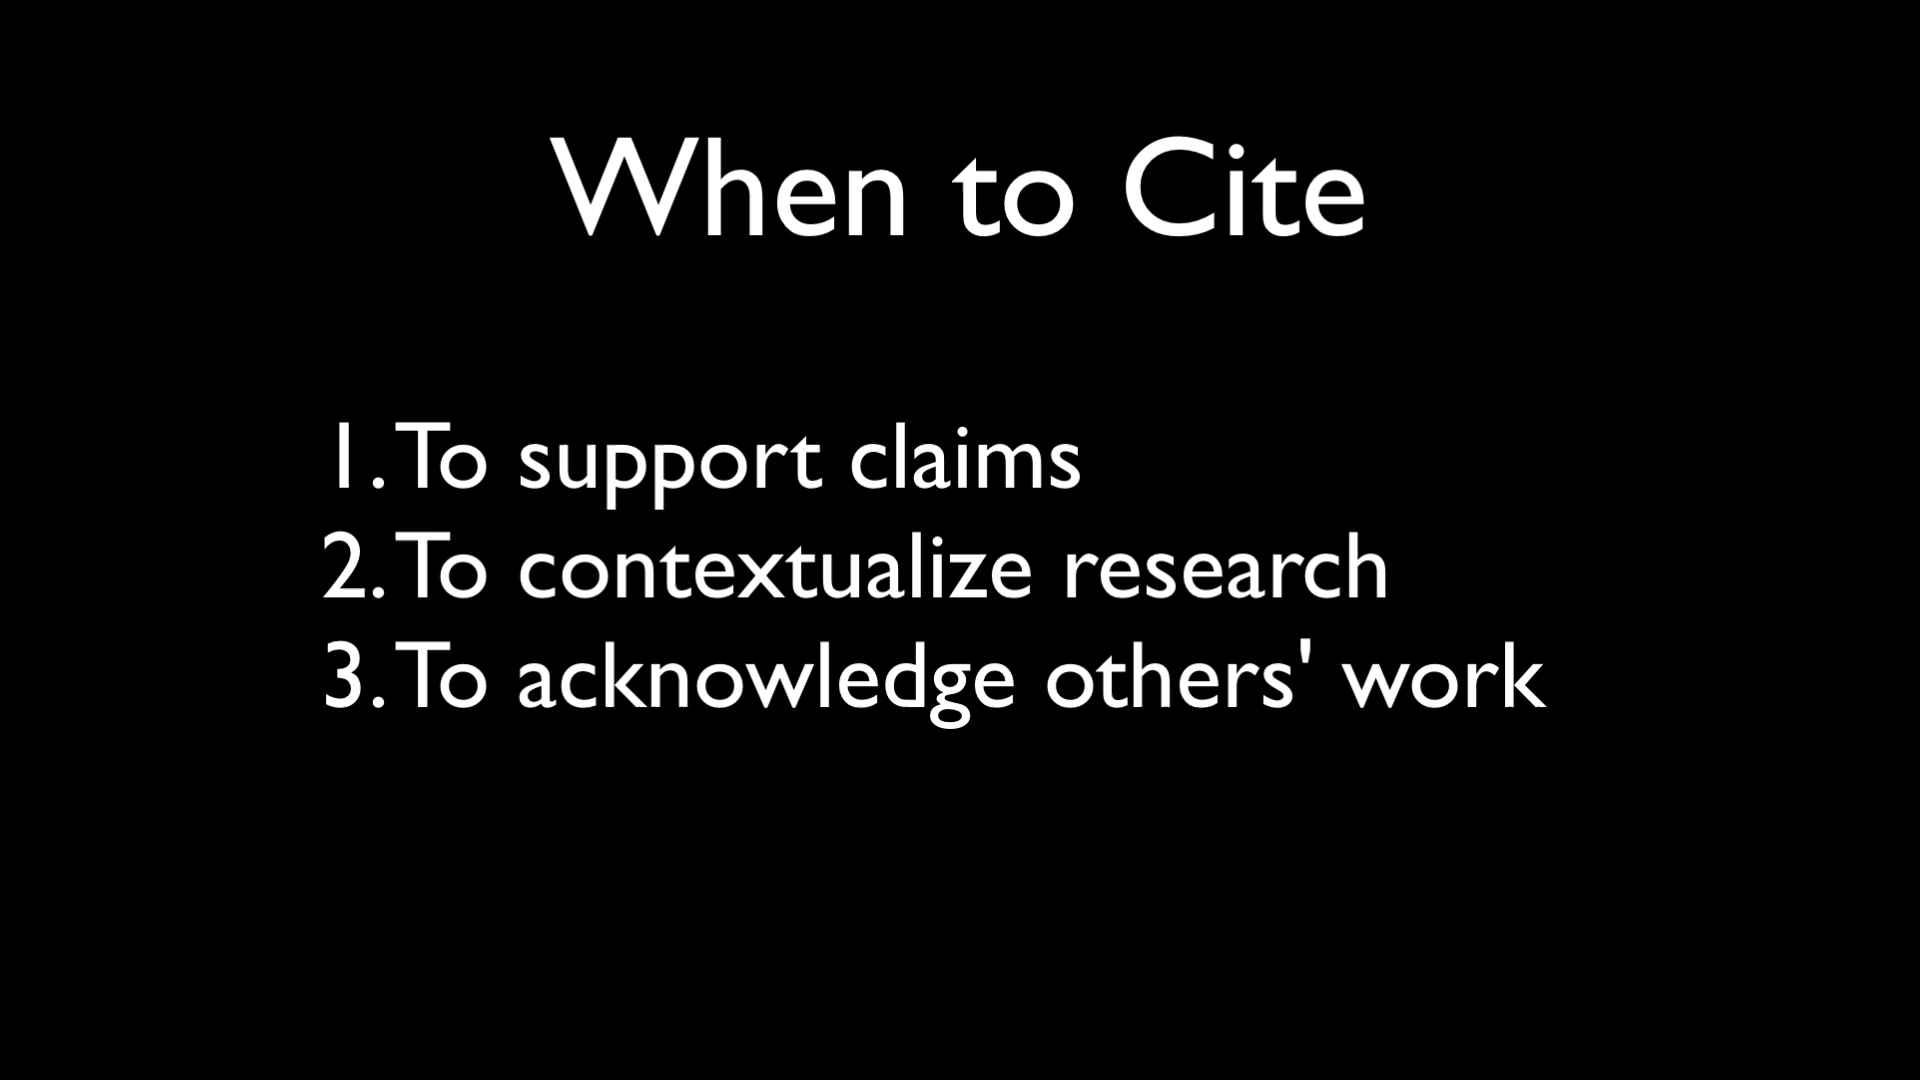 When to Cite
1. To support claims
2. To contextualize research
3. To acknowledge others' work